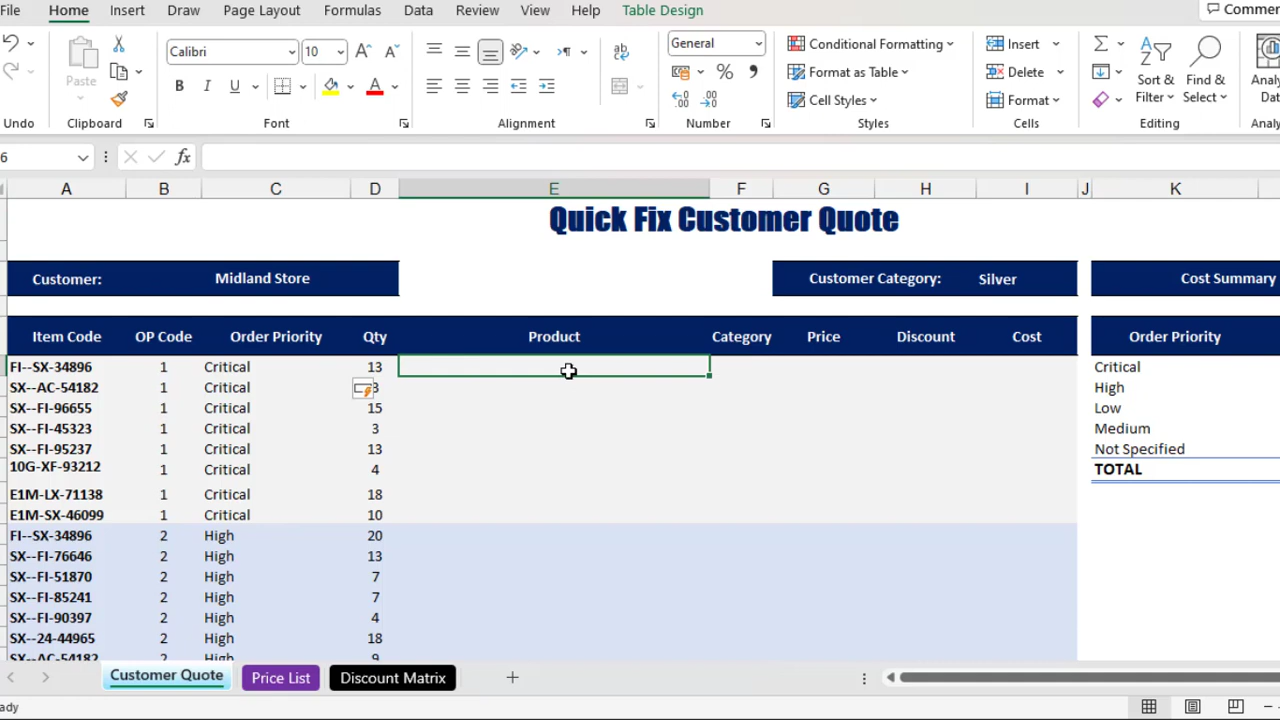 File Home Insert Draw Page Layout Formulas Data Review View Help Table Design
Calibri 10 General Conditional Formatting Insert
Paste B I U Format as Table Delete Sort & Filter Find & Select
Cell Styles Format
Undo Clipboard Font Alignment Number Styles Cells Editing
6 fx
A B C D E F G H I J K
Quick Fix Customer Quote
Customer: Midland Store Customer Category: Silver Cost Summary
Item Code OP Code Order Priority Qty Product Category Price Discount Cost Order Priority
FI--SX-34896 1 Critical 13 Critical
SX--AC-54182 1 Critical 3 High
SX--FI-96655 1 Critical 15 Low
SX--FI-45323 1 Critical 3 Medium
SX--FI-95237 1 Critical 13 Not Specified
10G-XF-93212 1 Critical 4 TOTAL
E1M-LX-71138 1 Critical 18
E1M-SX-46099 1 Critical 10
FI--SX-34896 2 High 20
SX--FI-76646 2 High 13
SX--FI-51870 2 High 7
SX--FI-85241 2 High 7
SX--FI-90397 2 High 4
SX--24-44965 2 High 18
SX--AC-54182 2 High 9
Customer Quote Price List Discount Matrix